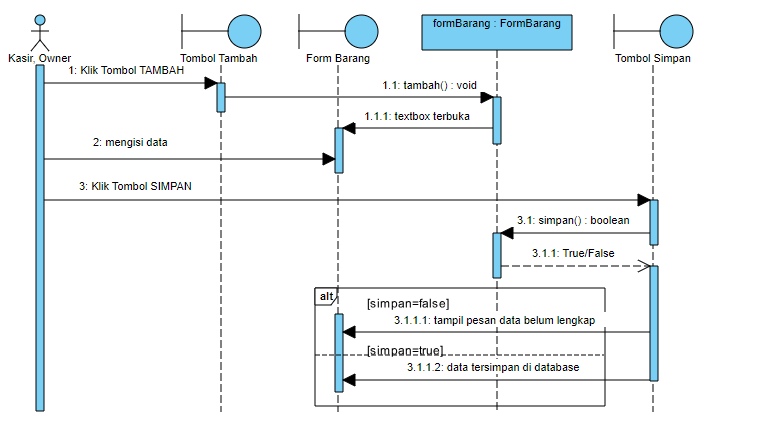 formBarang : FormBarang
Kasir, Owner
Tombol Tambah
Form Barang
Tombol Simpan
1: Klik Tombol TAMBAH
1.1: tambah() : void
1.1.1: textbox terbuka
2: mengisi data
3: Klik Tombol SIMPAN
3.1: simpan() : boolean
3.1.1: True/False
alt
[simpan=false]
3.1.1.1: tampil pesan data belum lengkap
[simpan=true]
3.1.1.2: data tersimpan di database